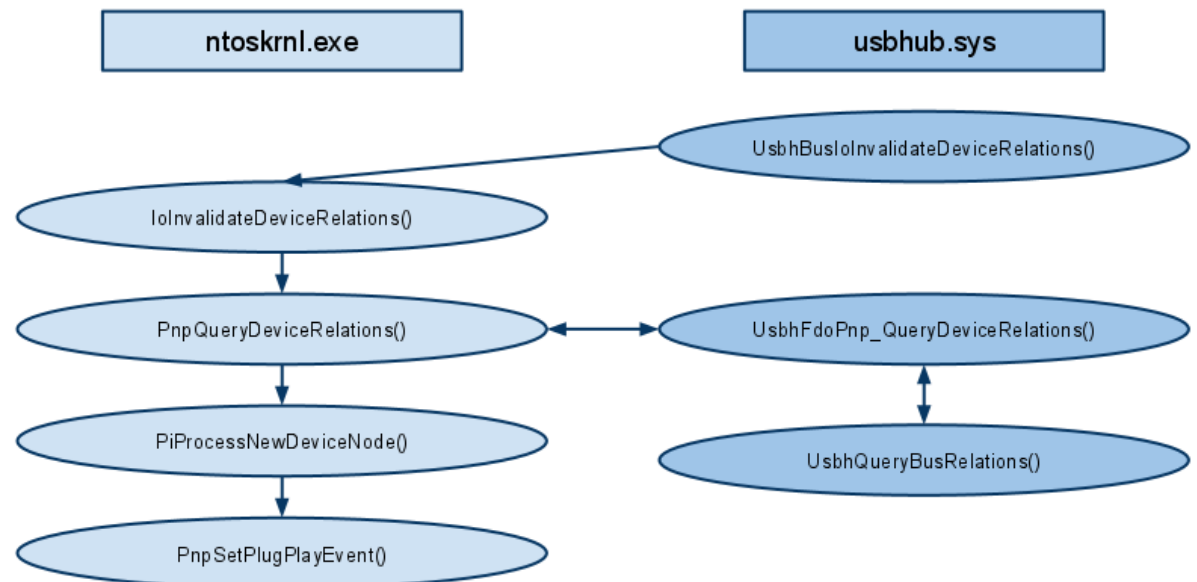 ntoskrnl.exe
usbhub.sys
UsbhBusIoInvalidateDeviceRelations()
IoInvalidateDeviceRelations()
PnpQueryDeviceRelations()
UsbhFdoPnp_QueryDeviceRelations()
PiProcessNewDeviceNode()
UsbhQueryBusRelations()
PnpSetPlugPlayEvent()